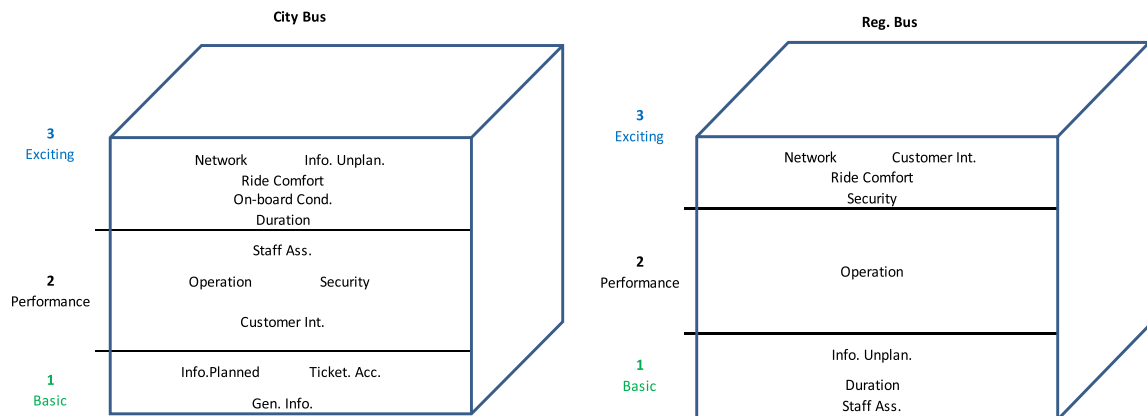 City Bus
3
Exciting
Network Info. Unplan.
Ride Comfort
On-board Cond.
Duration
2
Performance
Staff Ass.
Operation Security
Customer Int.
1
Basic
Info.Planned Ticket. Acc.
Gen. Info.
Reg. Bus
3
Exciting
Network Customer Int.
Ride Comfort
Security
2
Performance
Operation
1
Basic
Info. Unplan.
Duration
Staff Ass.